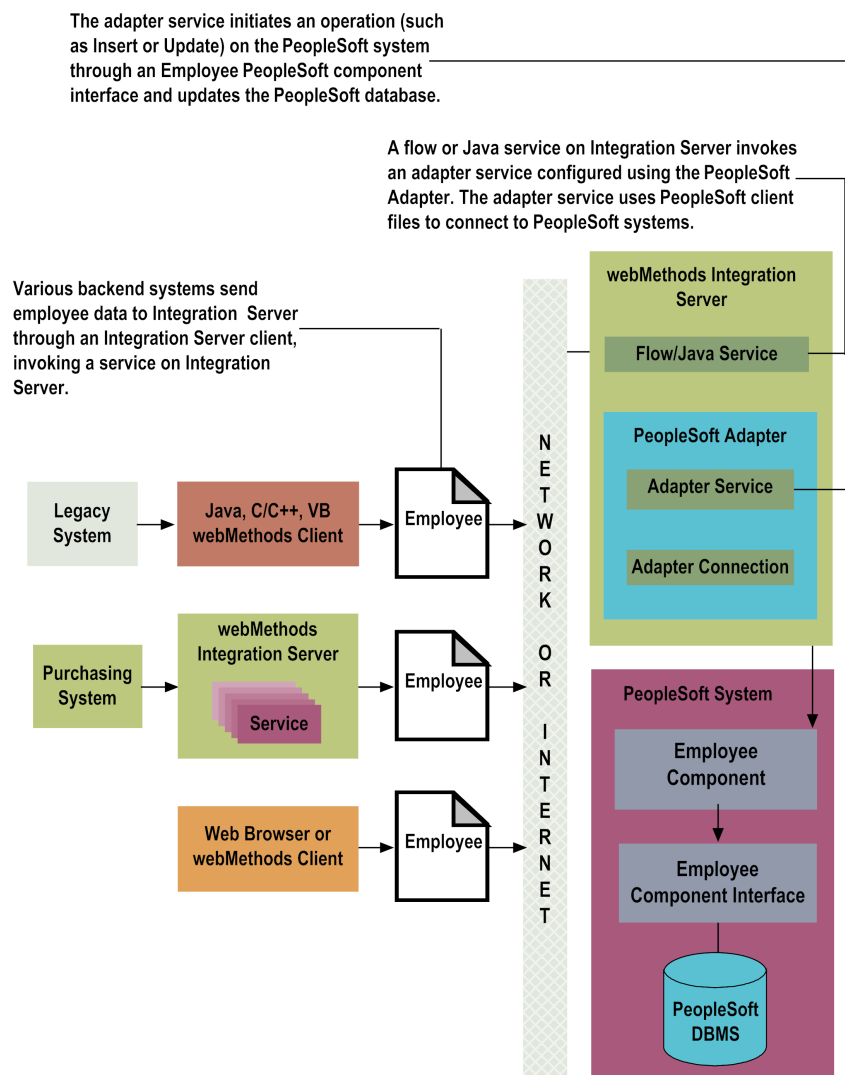 The adapter service initiates an operation (such
as Insert or Update) on the PeopleSoft system
through an Employee PeopleSoft component
interface and updates the PeopleSoft database.
A flow or Java service on Integration Server invokes
an adapter service configured using the PeopleSoft
Adapter. The adapter service uses PeopleSoft client
files to connect to PeopleSoft systems.
Various backend systems send
employee data to Integration Server
through an Integration Server client,
invoking a service on Integration
Server.
webMethods Integration
Server
Flow/Java Service
PeopleSoft Adapter
Adapter Service
Adapter Connection
Legacy
System
Java, C/C++, VB
webMethods Client
Employee
Purchasing
System
webMethods
Integration Server
Service
Employee
Web Browser or
webMethods Client
Employee
NETWORK OR INTERNET
PeopleSoft System
Employee
Component
Employee
Component Interface
PeopleSoft
DBMS